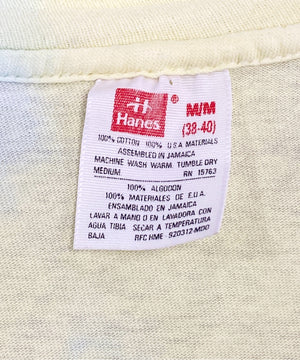 H ®
Hanes
M/M
(38-40)
100% COTTON 100% U.S.A. MATERIALS
ASSEMBLED IN JAMAICA
MACHINE WASH WARM. TUMBLE DRY
MEDIUM. RN 15763
100% ALGODON
100% MATERIALES DE E.U.A.
ENSAMBLADO EN JAMAICA
LAVAR A MANO O EN LAVADORA CON
AGUA TIBIA SECAR A TEMPERATURA
BAJA RFC HME 920312-MD0